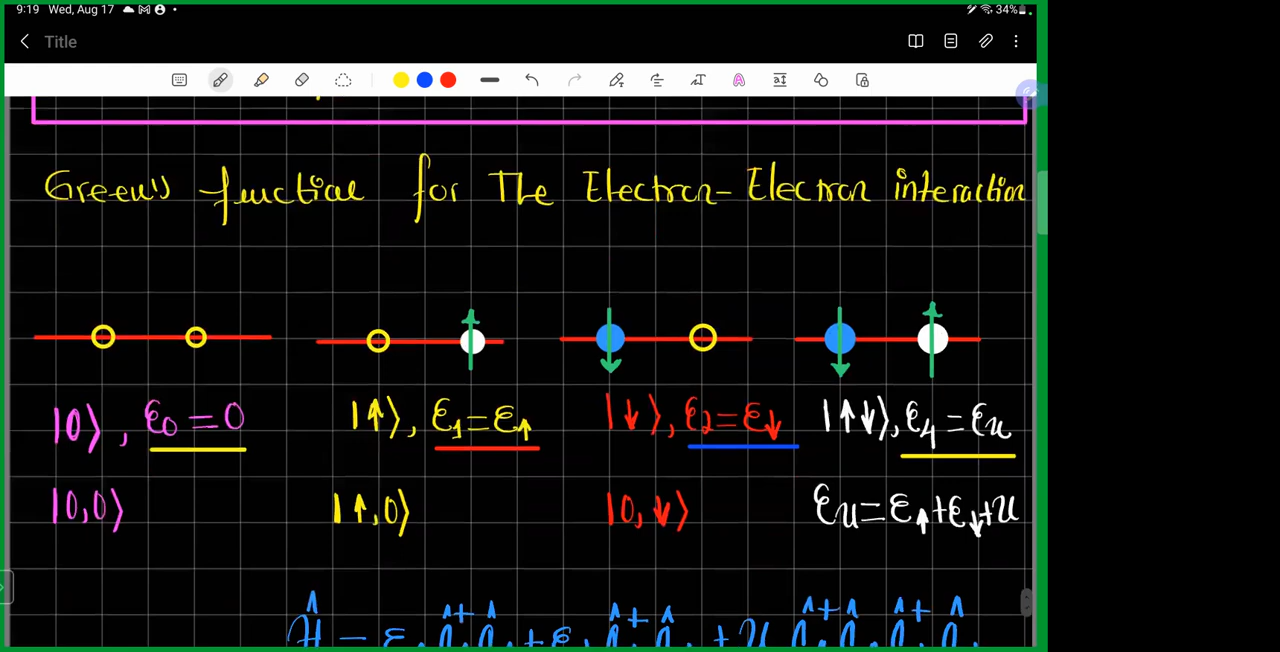 9:19 Wed, Aug 17 34%
Title
Green's function for The Electron-Electron interaction
|0⟩, ε0 = 0 |↑⟩, ε1 = ε↑ |↓⟩, ε2 = ε↓ |↑↓⟩, ε4 = εu
|0,0⟩ |↑,0⟩ |0,↓⟩ εu = ε↑ + ε↓ + u